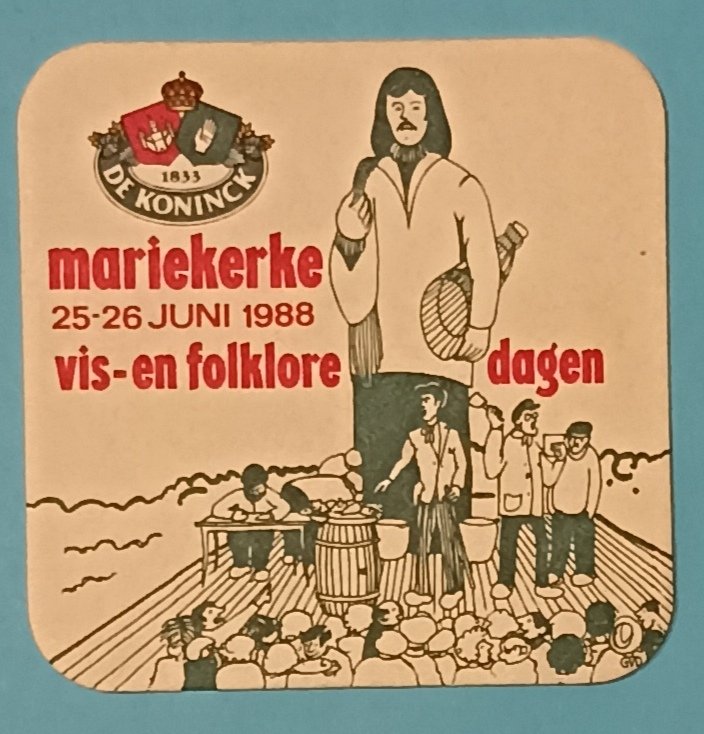 1833
DE KONINCK
mariekerke
25-26 JUNI 1988
vis-en folklore dagen